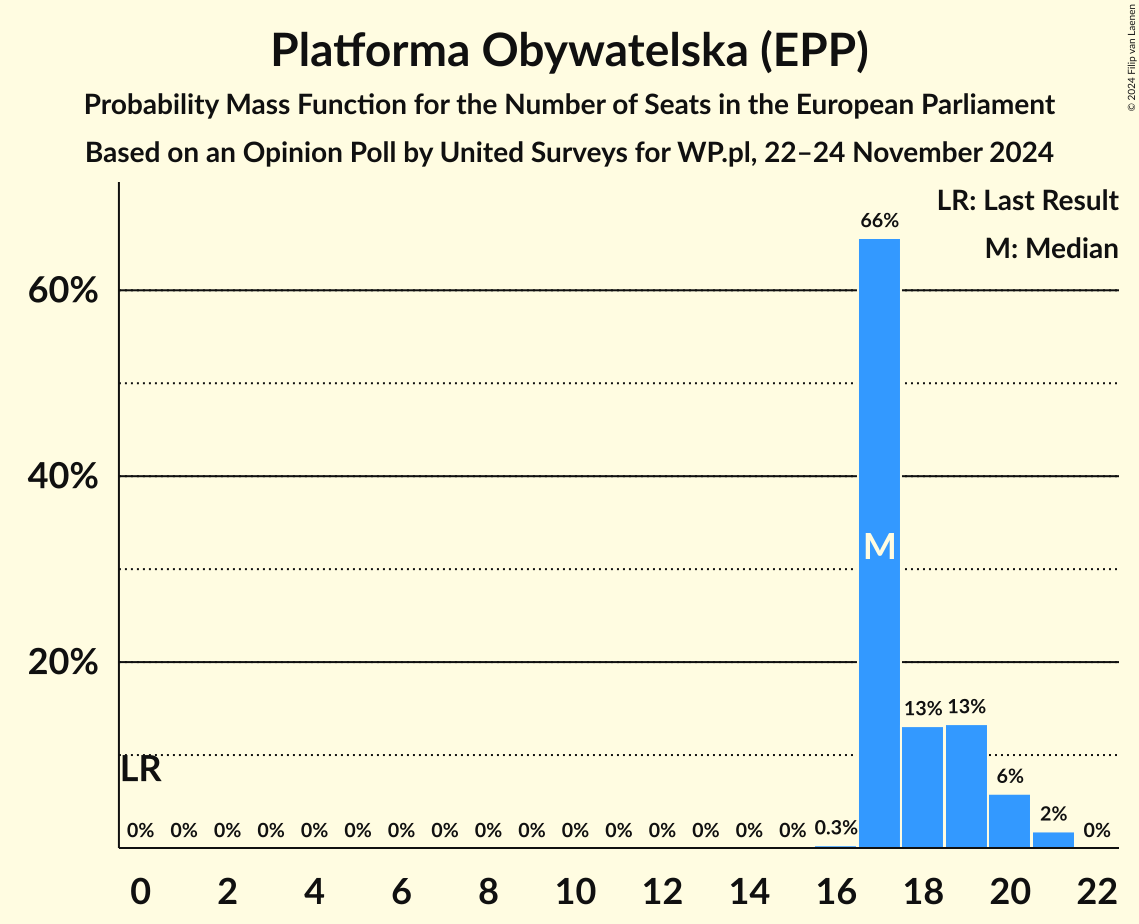 Platforma Obywatelska (EPP)
Probability Mass Function for the Number of Seats in the European Parliament
Based on an Opinion Poll by United Surveys for WP.pl, 22–24 November 2024
© 2024 Filip van Laenen
LR: Last Result
M: Median
66%
60%
40%
M
20%
13% 13%
LR
6%
2%
0% 0% 0% 0% 0% 0% 0% 0% 0% 0% 0% 0% 0% 0% 0% 0% 0.3% 0%
0 2 4 6 8 10 12 14 16 18 20 22